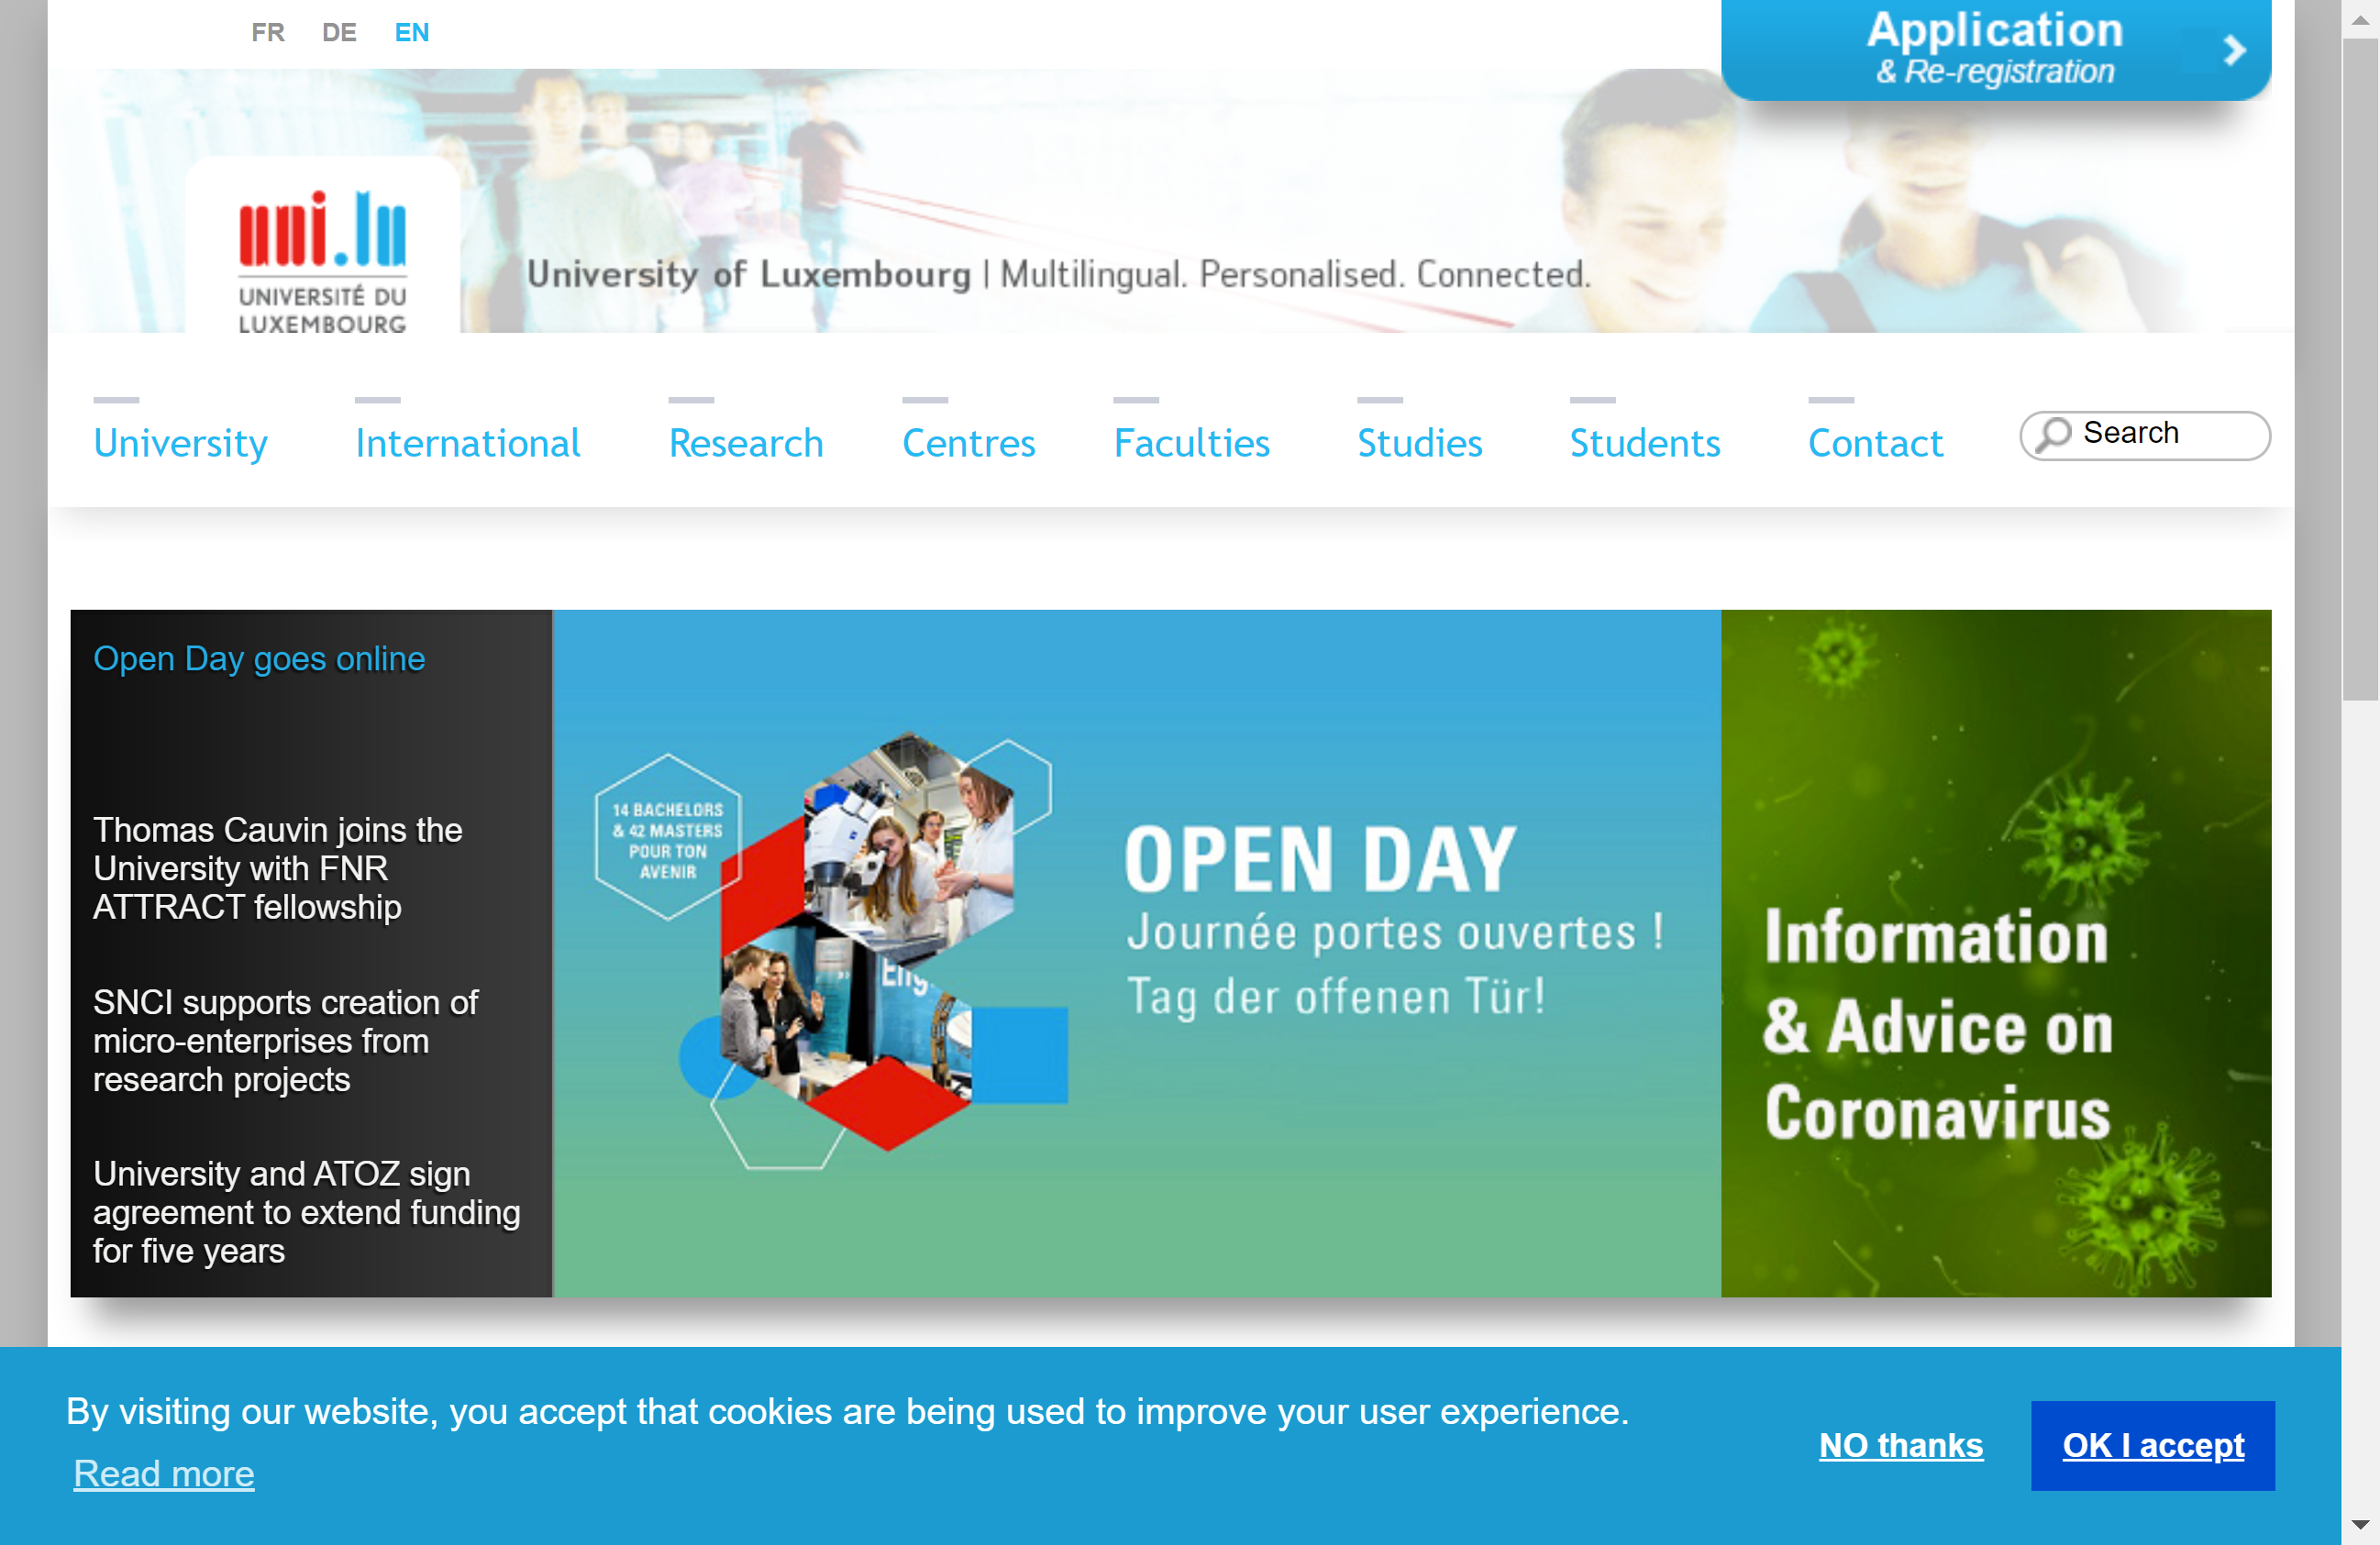 FR DE EN
Application
& Re-registration
uni.lu
UNIVERSITÉ DU
LUXEMBOURG
University of Luxembourg | Multilingual. Personalised. Connected.
University International Research Centres Faculties Studies Students Contact Search
Open Day goes online
Thomas Cauvin joins the
University with FNR
ATTRACT fellowship
SNCI supports creation of
micro-enterprises from
research projects
University and ATOZ sign
agreement to extend funding
for five years
14 BACHELORS
& 42 MASTERS
POUR TON
AVENIR
Eng
OPEN DAY
Journée portes ouvertes !
Tag der offenen Tür!
Information
& Advice on
Coronavirus
By visiting our website, you accept that cookies are being used to improve your user experience.
Read more
NO thanks
OK I accept